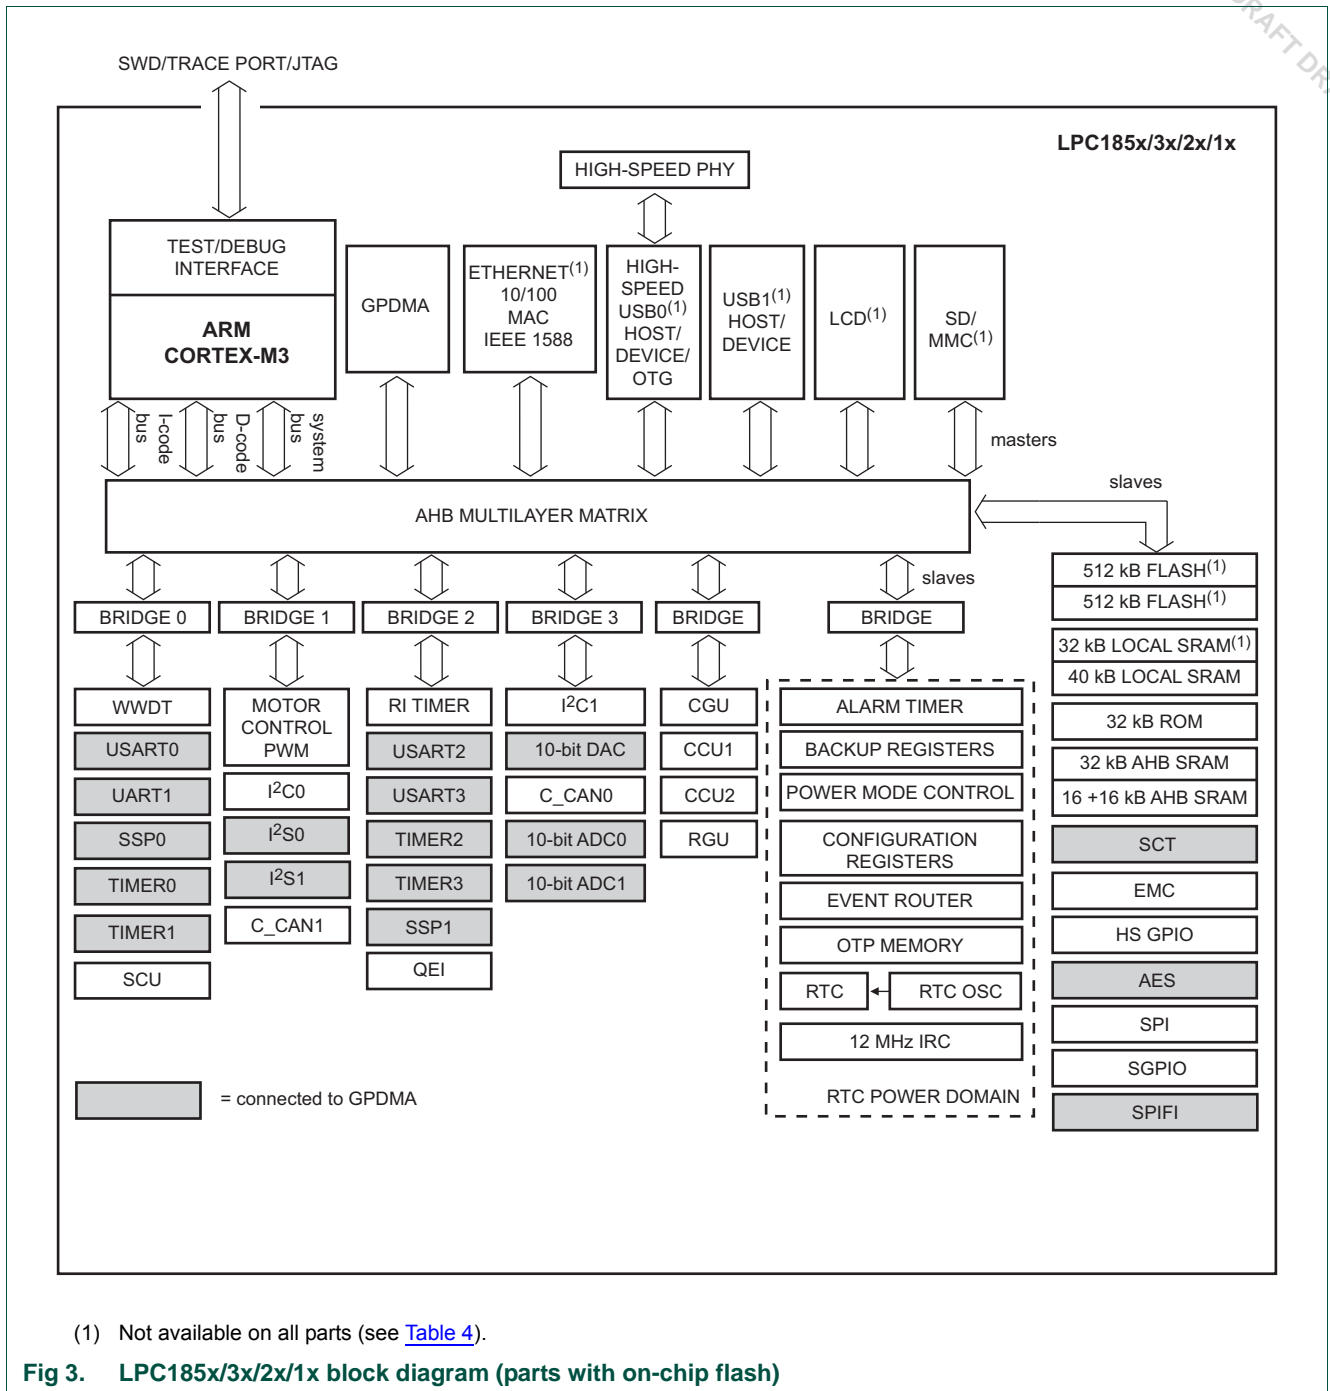 DRAFT DR
SWD/TRACE PORT/JTAG
LPC185x/3x/2x/1x
HIGH-SPEED PHY
TEST/DEBUG
INTERFACE
ARM
CORTEX-M3
GPDMA
ETHERNET(1)
10/100
MAC
IEEE 1588
HIGH-
SPEED
USB0(1)
HOST/
DEVICE/
OTG
USB1(1)
HOST/
DEVICE
LCD(1)
SD/
MMC(1)
I-code
bus
D-code
bus
system
bus
masters
slaves
AHB MULTILAYER MATRIX
slaves
BRIDGE 0
BRIDGE 1
BRIDGE 2
BRIDGE 3
BRIDGE
BRIDGE
WWDT
USART0
UART1
SSP0
TIMER0
TIMER1
SCU
MOTOR
CONTROL
PWM
I2C0
I2S0
I2S1
C_CAN1
RI TIMER
USART2
USART3
TIMER2
TIMER3
SSP1
QEI
I2C1
10-bit DAC
C_CAN0
10-bit ADC0
10-bit ADC1
CGU
CCU1
CCU2
RGU
ALARM TIMER
BACKUP REGISTERS
POWER MODE CONTROL
CONFIGURATION
REGISTERS
EVENT ROUTER
OTP MEMORY
RTC
RTC OSC
12 MHz IRC
RTC POWER DOMAIN
512 kB FLASH(1)
512 kB FLASH(1)
32 kB LOCAL SRAM(1)
40 kB LOCAL SRAM
32 kB ROM
32 kB AHB SRAM
16 +16 kB AHB SRAM
SCT
EMC
HS GPIO
AES
SPI
SGPIO
SPIFI
= connected to GPDMA
(1) Not available on all parts (see Table 4).
Fig 3. LPC185x/3x/2x/1x block diagram (parts with on-chip flash)